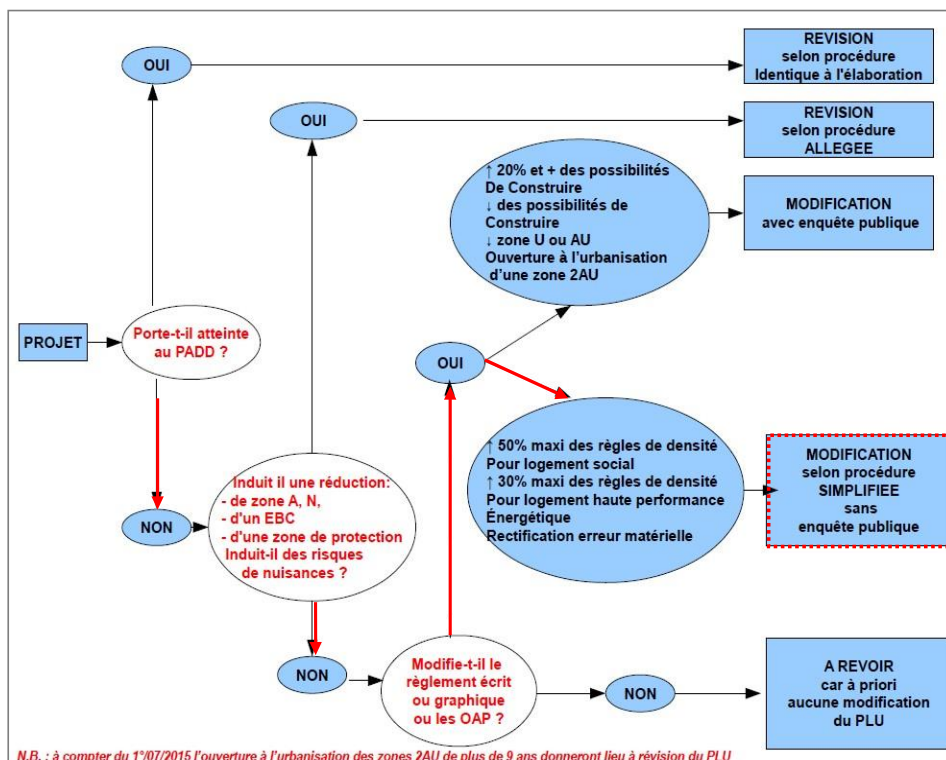 OUI
REVISION
selon procédure
Identique à l'élaboration
OUI
REVISION
selon procédure
ALLEGEE
↑ 20% et + des possibilités
De Construire
↓ des possibilités de
Construire
↓ zone U ou AU
Ouverture à l'urbanisation
d'une zone 2AU
MODIFICATION
avec enquête publique
PROJET
Porte-t-il atteinte
au PADD ?
OUI
↑ 50% maxi des règles de densité
Pour logement social
↑ 30% maxi des règles de densité
Pour logement haute performance
Énergétique
Rectification erreur matérielle
MODIFICATION
selon procédure
SIMPLIFIEE
sans
enquête publique
NON
Induit il une réduction:
- de zone A, N,
- d'un EBC
- d'une zone de protection
Induit-il des risques
de nuisances ?
NON
Modifie-t-il le
règlement écrit
ou graphique
ou les OAP ?
NON
A REVOIR
car à priori
aucune modification
du PLU
N.B. : à compter du 1°/07/2015 l'ouverture à l'urbanisation des zones 2AU de plus de 9 ans donneront lieu à révision du PLU